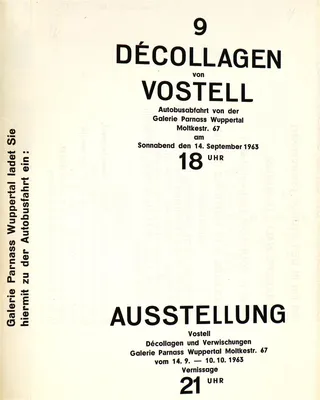 Galerie Parnass Wuppertal ladet Sie
hiermit zu der Autobusfahrt ein:
9
DÉCOLLAGEN
von
VOSTELL
Autobusabfahrt von der
Galerie Parnass Wuppertal
Moltkestr. 67
am
Sonnabend den 14. September 1963
18 UHR
AUSSTELLUNG
Vostell
Décollagen und Verwischungen
Galerie Parnass Wuppertal Moltkestr. 67
vom 14. 9. — 10. 10. 1963
Vernissage
21 UHR